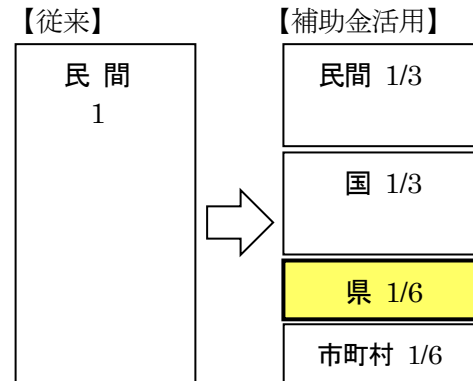 【従来】
【補助金活用】
民 間
1
民間 1/3
国 1/3
県 1/6
市町村 1/6